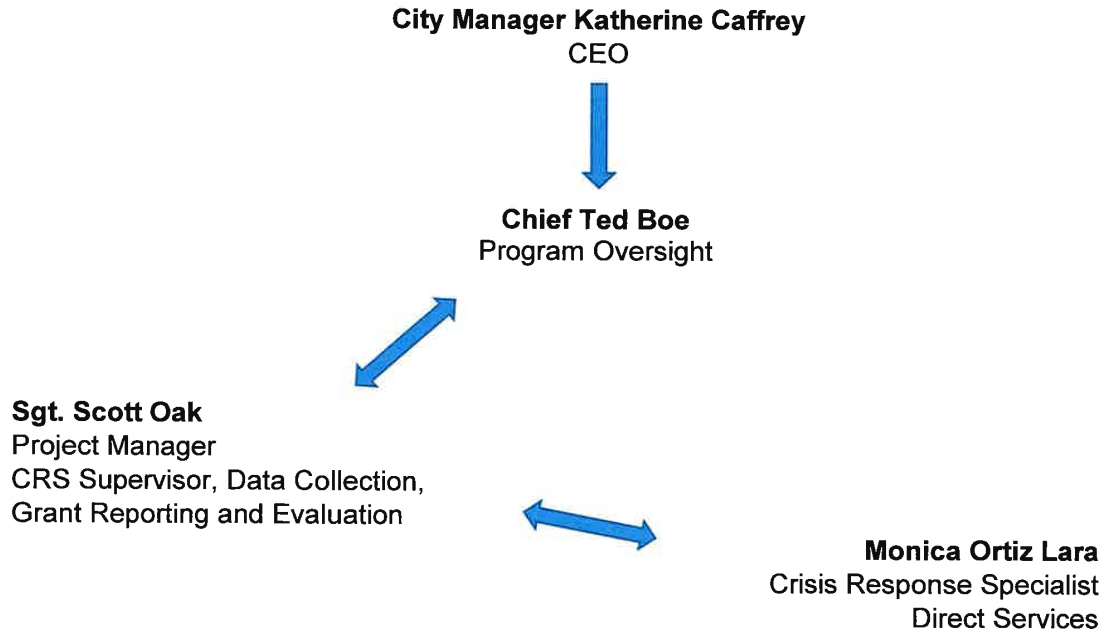 City Manager Katherine Caffrey
CEO
Chief Ted Boe
Program Oversight
Sgt. Scott Oak
Project Manager
CRS Supervisor, Data Collection,
Grant Reporting and Evaluation
Monica Ortiz Lara
Crisis Response Specialist
Direct Services